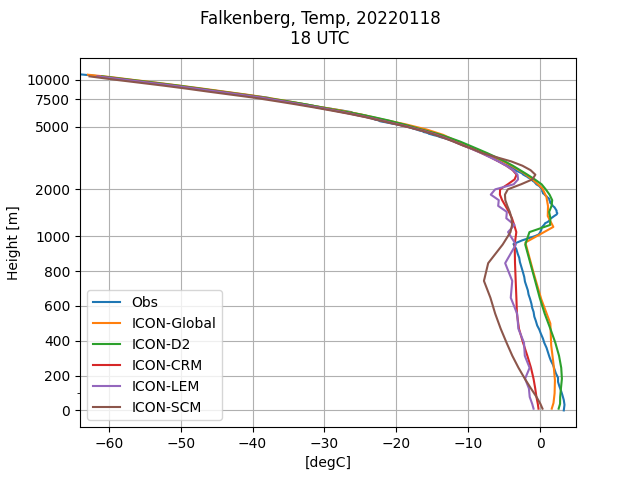 Falkenberg, Temp, 20220118
18 UTC
Height [m]
10000
7500
5000
2000
1000
800
600
400
200
0
Obs
ICON-Global
ICON-D2
ICON-CRM
ICON-LEM
ICON-SCM
−60 −50 −40 −30 −20 −10 0
[degC]